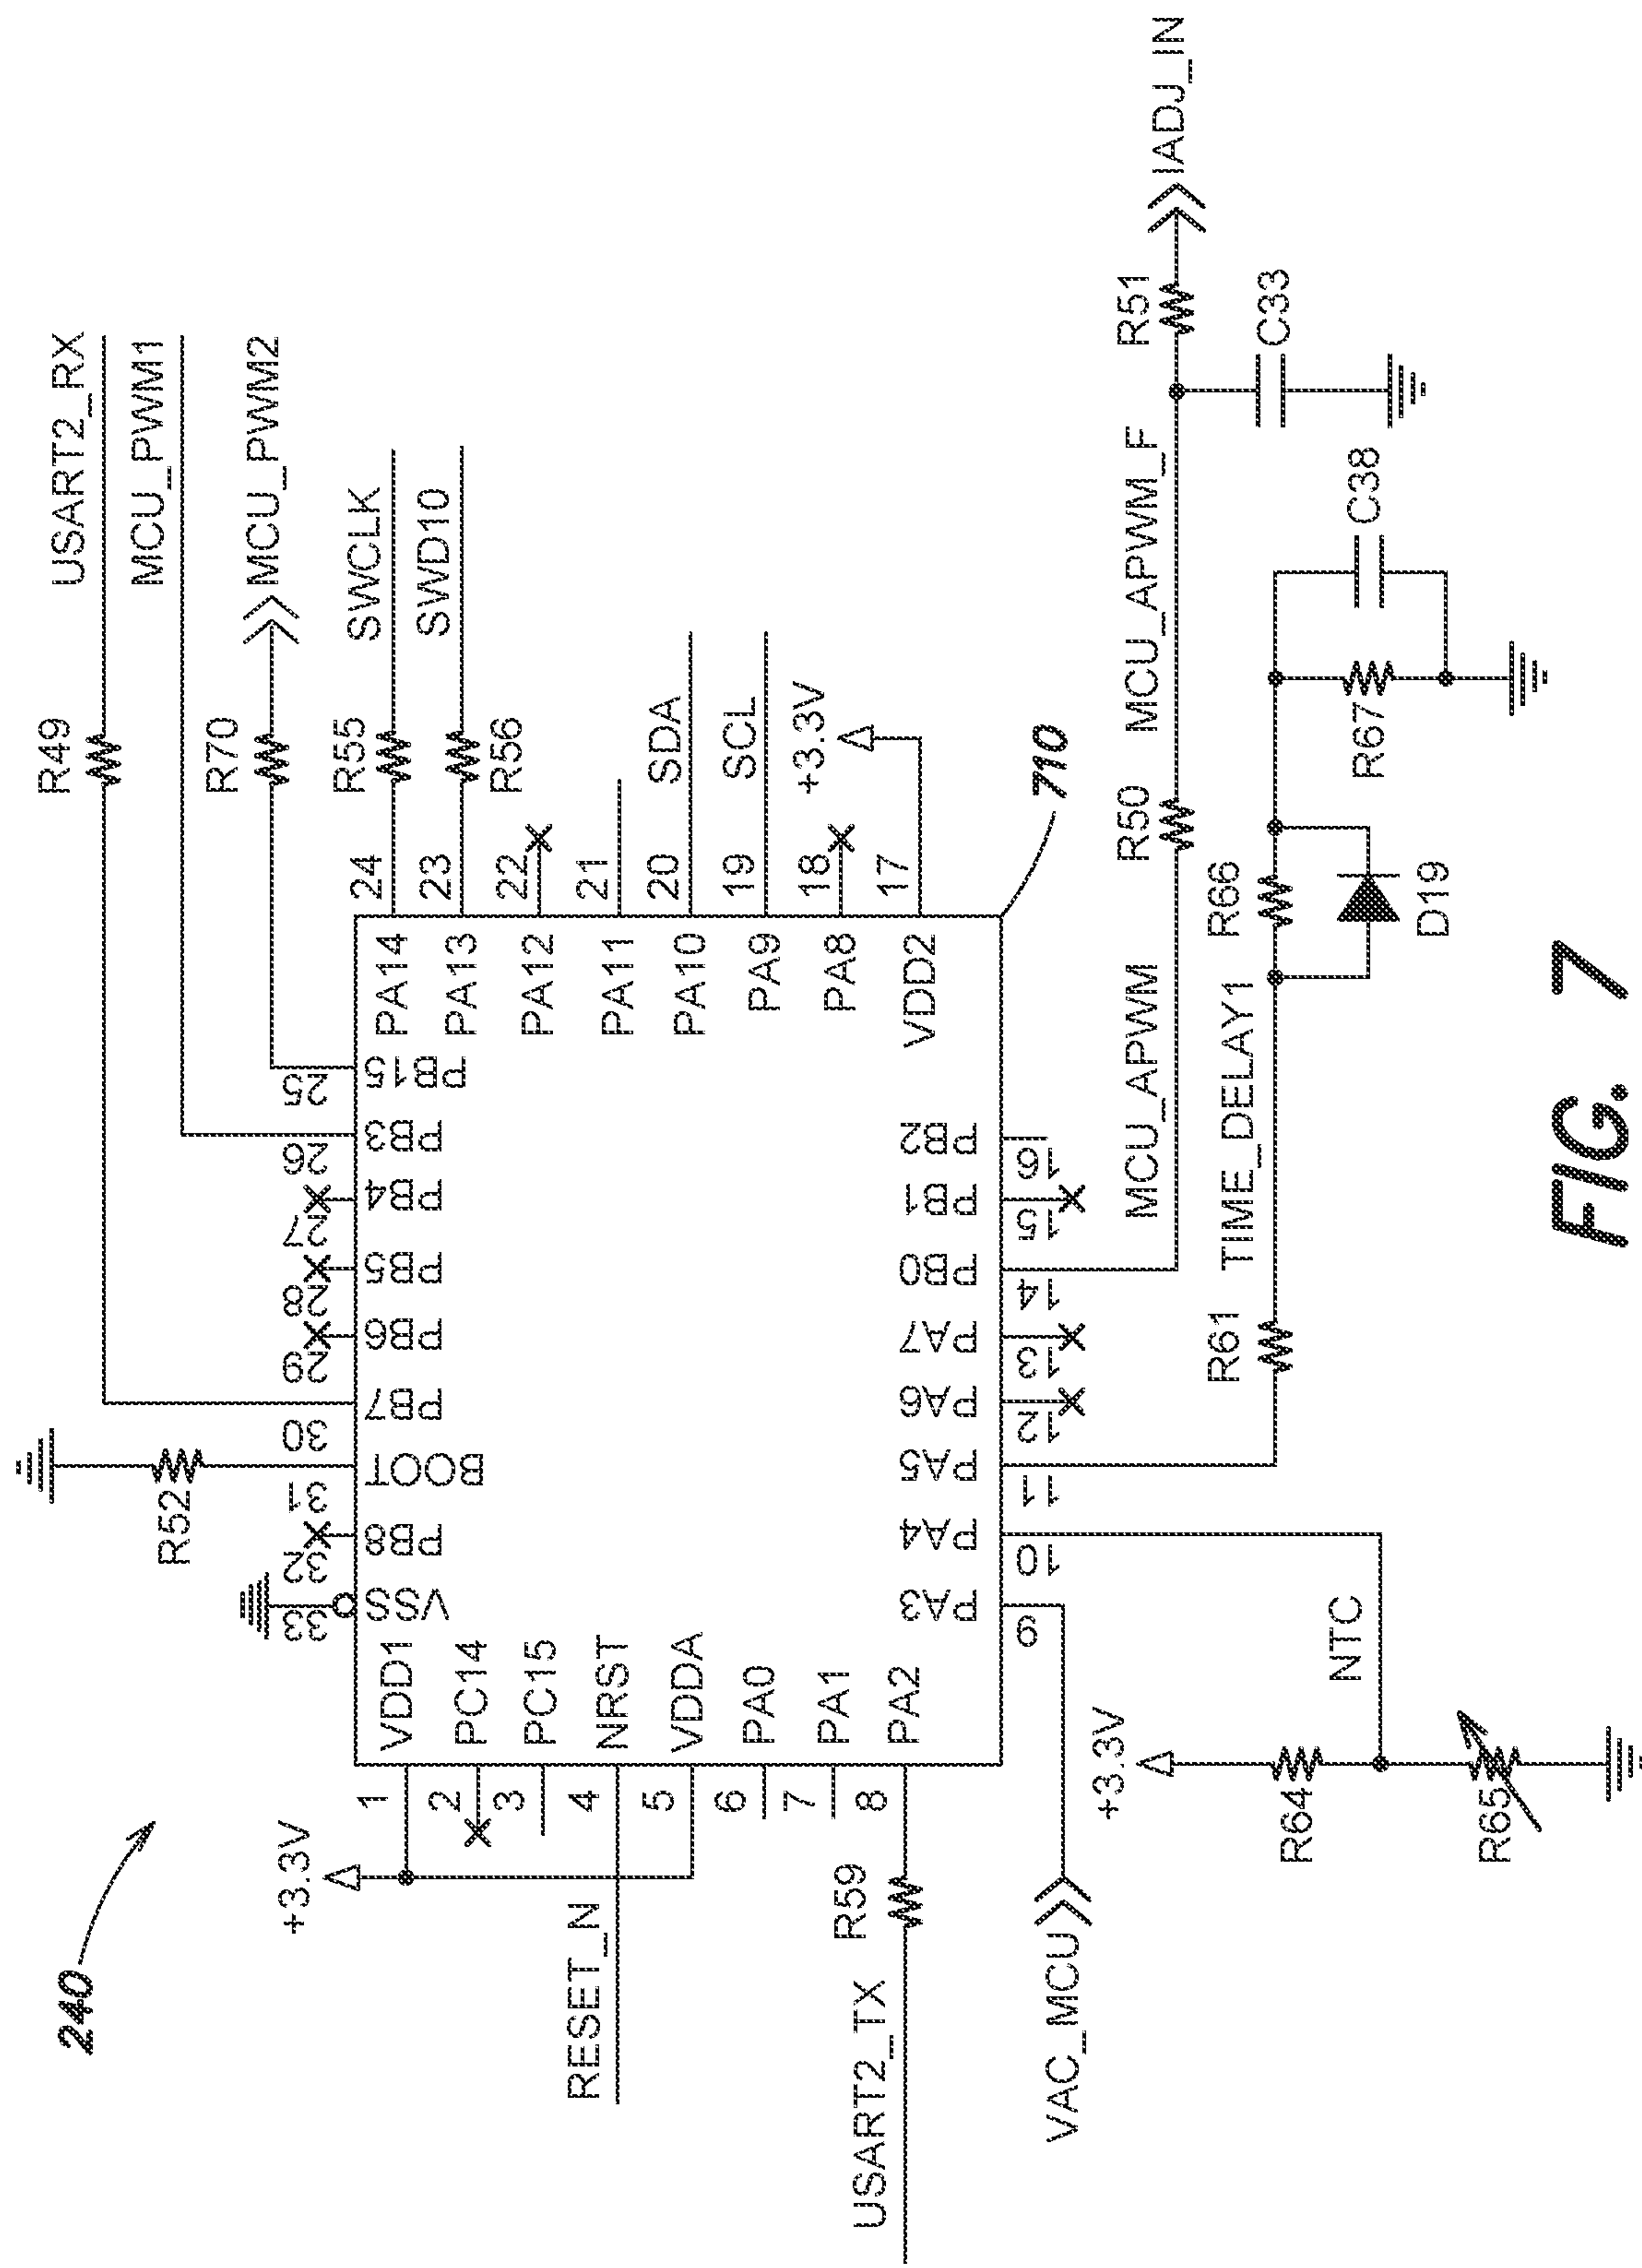 240
+3.3V
RESET_N
USART2_TX
R59
VAC_MCU
+3.3V
R64
R65
NTC
1
2
3
4
5
6
7
8
VDD1
PC14
PC15
NRST
VDDA
PA0
PA1
PA2
33
32
31
30
29
28
27
26
25
VSS
PB8
BOOT
PB7
PB6
PB5
PB4
PB3
PB15
R52
R49
USART2_RX
MCU_PWM1
R70
MCU_PWM2
R55
SWCLK
SWD10
R56
24
23
22
21
20
19
18
17
PA14
PA13
PA12
PA11
PA10
PA9
PA8
VDD2
SDA
SCL
+3.3V
710
PA3
PA4
PA5
PA6
PA7
PB0
PB1
PB2
9
10
11
12
13
14
15
16
MCU_APWM
R50
MCU_APWM_F
R51
IADJ_IN
C33
R61
TIME_DELAY1
R66
D19
R67
C38
FIG. 7